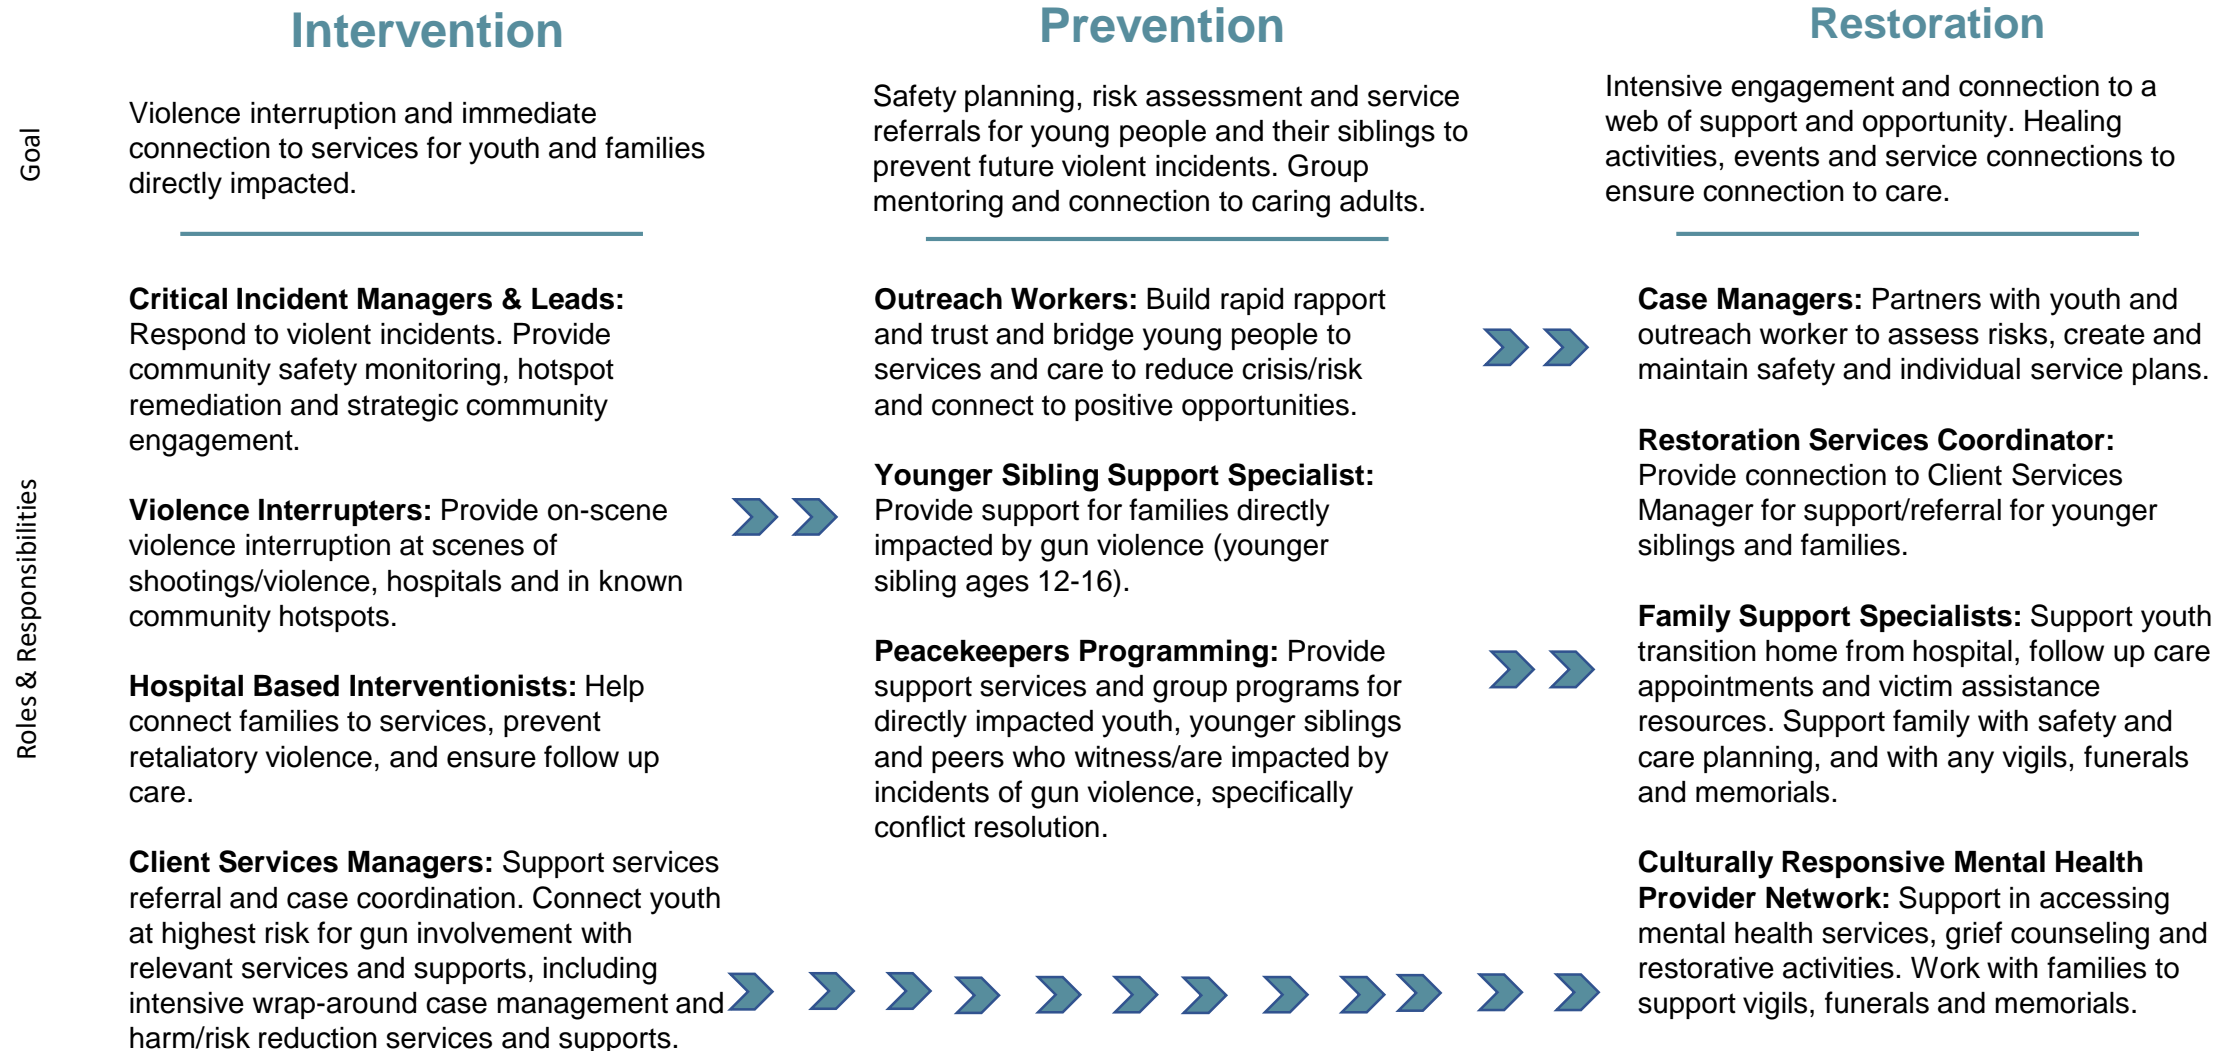 Intervention
Prevention
Restoration
Goal
Violence interruption and immediate
connection to services for youth and families
directly impacted.
Safety planning, risk assessment and service
referrals for young people and their siblings to
prevent future violent incidents. Group
mentoring and connection to caring adults.
Intensive engagement and connection to a
web of support and opportunity. Healing
activities, events and service connections to
ensure connection to care.
Roles & Responsibilities
Critical Incident Managers & Leads:
Respond to violent incidents. Provide
community safety monitoring, hotspot
remediation and strategic community
engagement.
Violence Interrupters: Provide on-scene
violence interruption at scenes of
shootings/violence, hospitals and in known
community hotspots.
Hospital Based Interventionists: Help
connect families to services, prevent
retaliatory violence, and ensure follow up
care.
Client Services Managers: Support services
referral and case coordination. Connect youth
at highest risk for gun involvement with
relevant services and supports, including
intensive wrap-around case management and
harm/risk reduction services and supports.
Outreach Workers: Build rapid rapport
and trust and bridge young people to
services and care to reduce crisis/risk
and connect to positive opportunities.
Younger Sibling Support Specialist:
Provide support for families directly
impacted by gun violence (younger
sibling ages 12-16).
Peacekeepers Programming: Provide
support services and group programs for
directly impacted youth, younger siblings
and peers who witness/are impacted by
incidents of gun violence, specifically
conflict resolution.
Case Managers: Partners with youth and
outreach worker to assess risks, create and
maintain safety and individual service plans.
Restoration Services Coordinator:
Provide connection to Client Services
Manager for support/referral for younger
siblings and families.
Family Support Specialists: Support youth
transition home from hospital, follow up care
appointments and victim assistance
resources. Support family with safety and
care planning, and with any vigils, funerals
and memorials.
Culturally Responsive Mental Health
Provider Network: Support in accessing
mental health services, grief counseling and
restorative activities. Work with families to
support vigils, funerals and memorials.